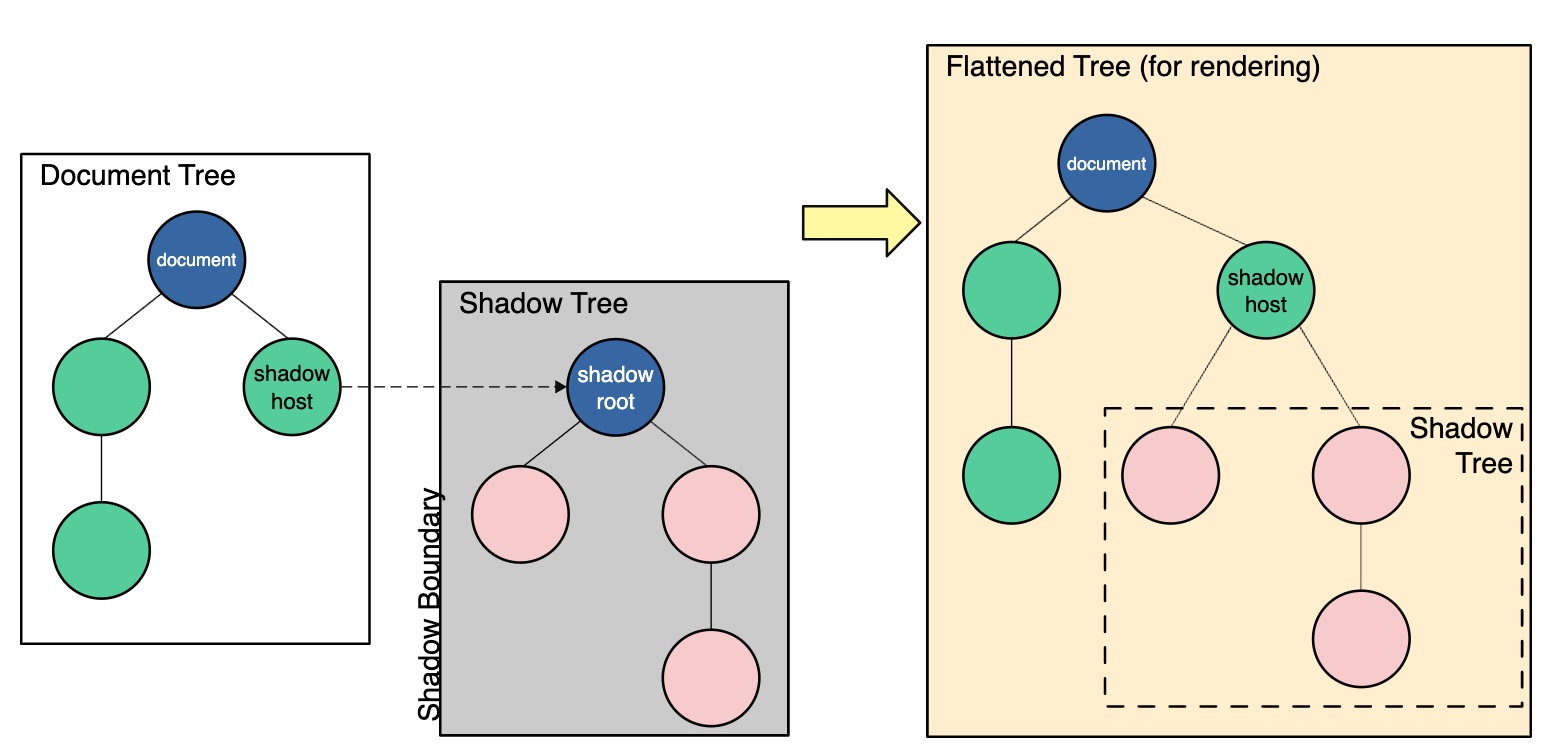 Document Tree
document
shadow
host
Shadow Boundary
Shadow Tree
shadow
root
Flattened Tree (for rendering)
document
shadow
host
Shadow
Tree